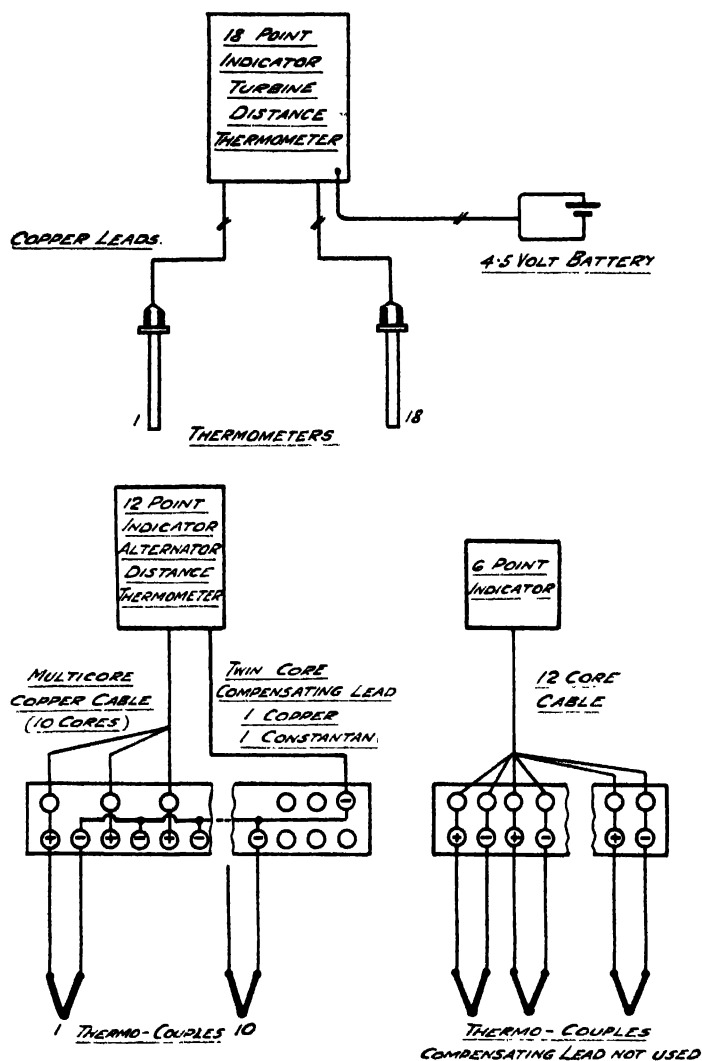 18 POINT
INDICATOR
TURBINE
DISTANCE
THERMOMETER
COPPER LEADS.
4.5 VOLT BATTERY
1
18
THERMOMETERS
12 POINT
INDICATOR
ALTERNATOR
DISTANCE
THERMOMETER
6 POINT
INDICATOR
MULTICORE
COPPER CABLE
(10 CORES)
TWIN CORE
COMPENSATING LEAD
1 COPPER
1 CONSTANTAN
12 CORE
CABLE
−
+ − + − + − −
+ − + − + −
1 THERMO-COUPLES 10
THERMO-COUPLES
COMPENSATING LEAD NOT USED